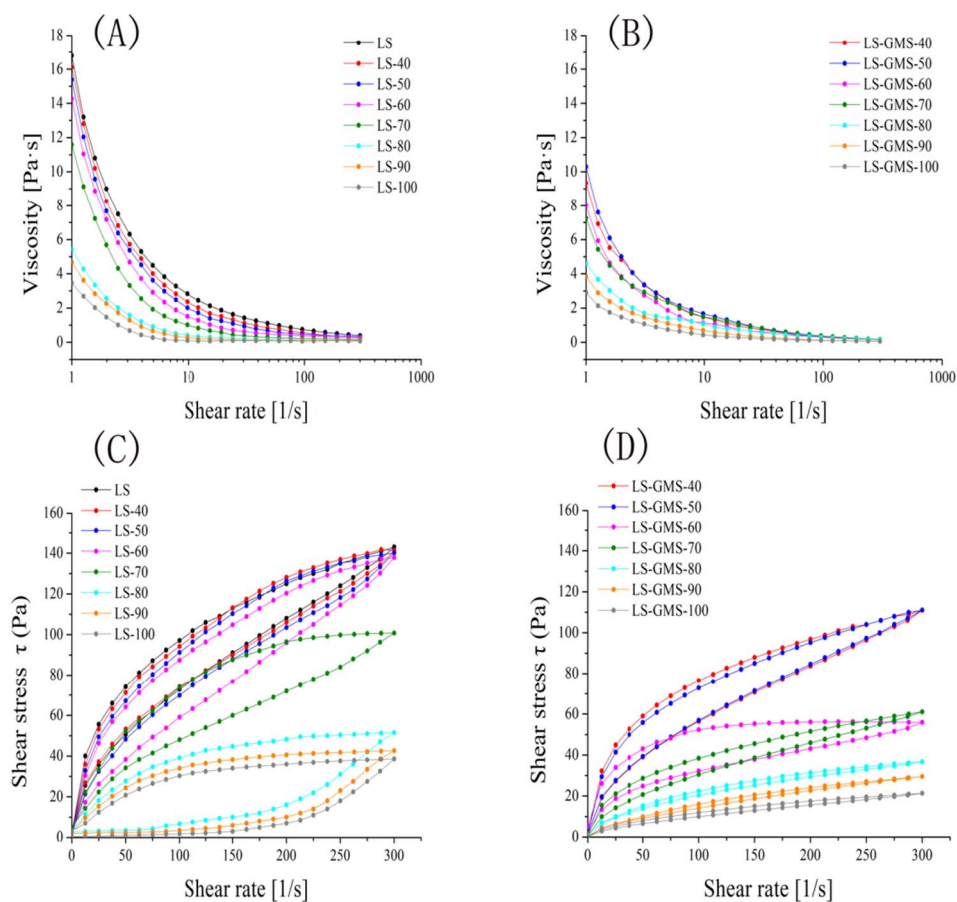 (A)
18
16
14
12
10
8
6
4
2
0
Viscosity [Pa·s]
1
10
100
1000
Shear rate [1/s]
LS
LS-40
LS-50
LS-60
LS-70
LS-80
LS-90
LS-100
(B)
18
16
14
12
10
8
6
4
2
0
Viscosity [Pa·s]
1
10
100
1000
Shear rate [1/s]
LS-GMS-40
LS-GMS-50
LS-GMS-60
LS-GMS-70
LS-GMS-80
LS-GMS-90
LS-GMS-100
(C)
LS
LS-40
LS-50
LS-60
LS-70
LS-80
LS-90
LS-100
160
140
120
100
80
60
40
20
0
Shear stress τ (Pa)
0
50
100
150
200
250
300
Shear rate [1/s]
(D)
LS-GMS-40
LS-GMS-50
LS-GMS-60
LS-GMS-70
LS-GMS-80
LS-GMS-90
LS-GMS-100
160
140
120
100
80
60
40
20
0
Shear stress τ (Pa)
0
50
100
150
200
250
300
Shear rate [1/s]